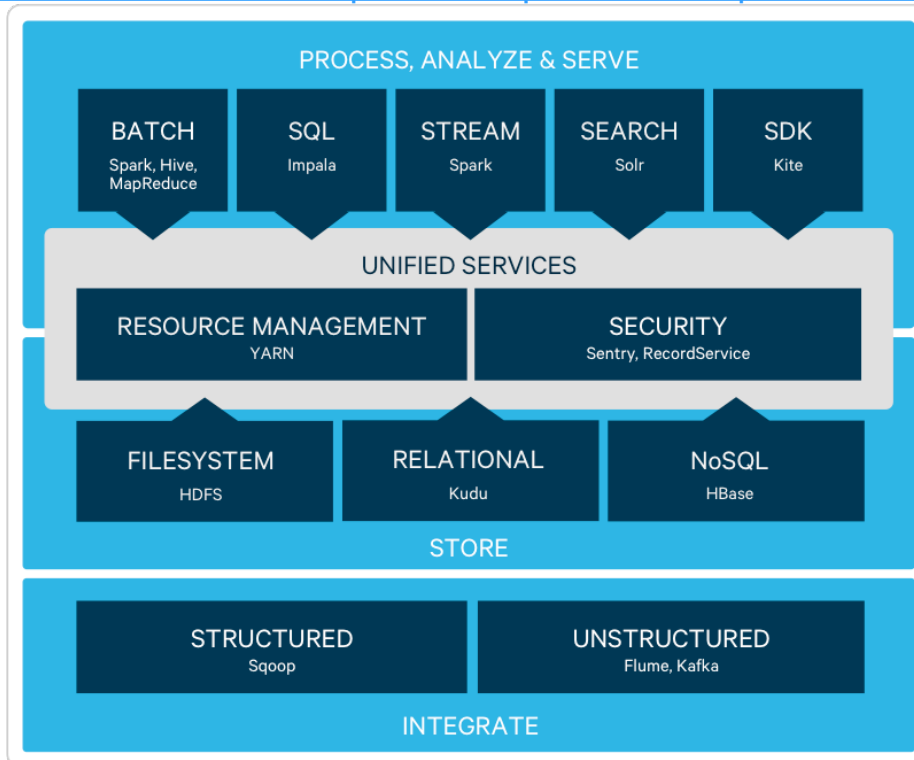 PROCESS, ANALYZE & SERVE
BATCH
Spark, Hive,
MapReduce
SQL
Impala
STREAM
Spark
SEARCH
Solr
SDK
Kite
UNIFIED SERVICES
RESOURCE MANAGEMENT
YARN
SECURITY
Sentry, RecordService
FILESYSTEM
HDFS
RELATIONAL
Kudu
NoSQL
HBase
STORE
STRUCTURED
Sqoop
UNSTRUCTURED
Flume, Kafka
INTEGRATE